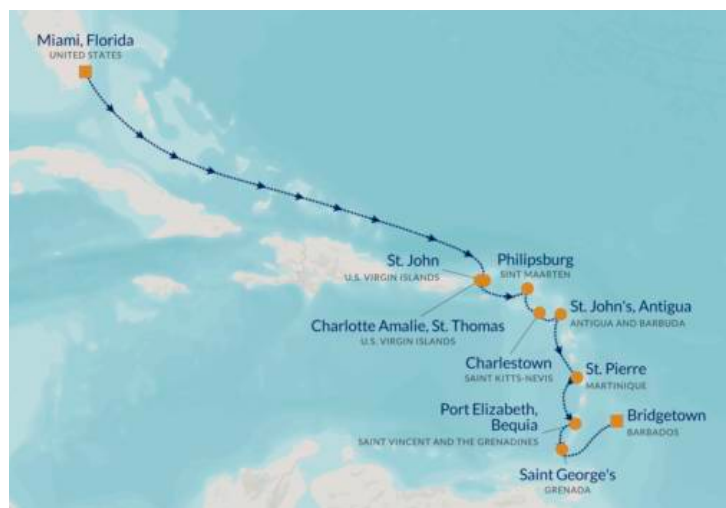 Miami, Florida
UNITED STATES
St. John
U.S. VIRGIN ISLANDS
Philipsburg
SINT MAARTEN
Charlotte Amalie, St. Thomas
U.S. VIRGIN ISLANDS
St. John's, Antigua
ANTIGUA AND BARBUDA
Charlestown
SAINT KITTS-NEVIS
St. Pierre
MARTINIQUE
Port Elizabeth,
Bequia
SAINT VINCENT AND THE GRENADINES
Bridgetown
BARBADOS
Saint George's
GRENADA